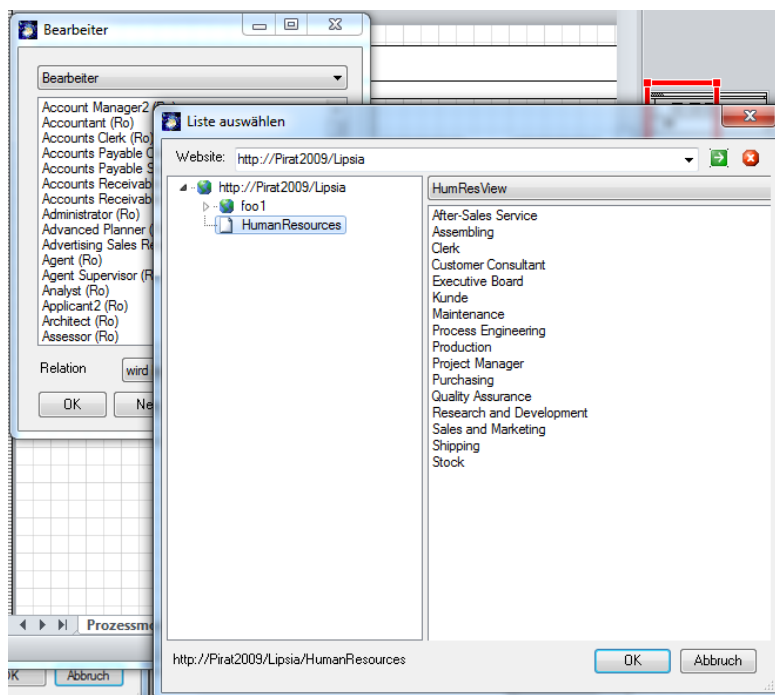 Bearbeiter
Bearbeiter
Account Manager2
Accountant (Ro)
Accounts Clerk (Ro)
Accounts Payable
Accounts Payable
Accounts
Accounts
Administrator (Ro)
Advanced Planner
Advertising Sales
Agent (Ro)
Agent Supervisor
Analyst (Ro)
Applicant2 (Ro)
Architect (Ro)
Assessor (Ro)
Relation
wird
OK
Liste auswählen
Website:
http://Pirat2009/Lipsia
http://Pirat2009/Lipsia
foo1
HumanResources
HumResView
After-Sales Service
Assembling
Clerk
Customer Consultant
Executive Board
Kunde
Maintenance
Process Engineering
Production
Project Manager
Purchasing
Quality Assurance
Research and Development
Sales and Marketing
Shipping
Stock
http://Pirat2009/Lipsia/HumanResources
OK
Abbruch
Abbruch